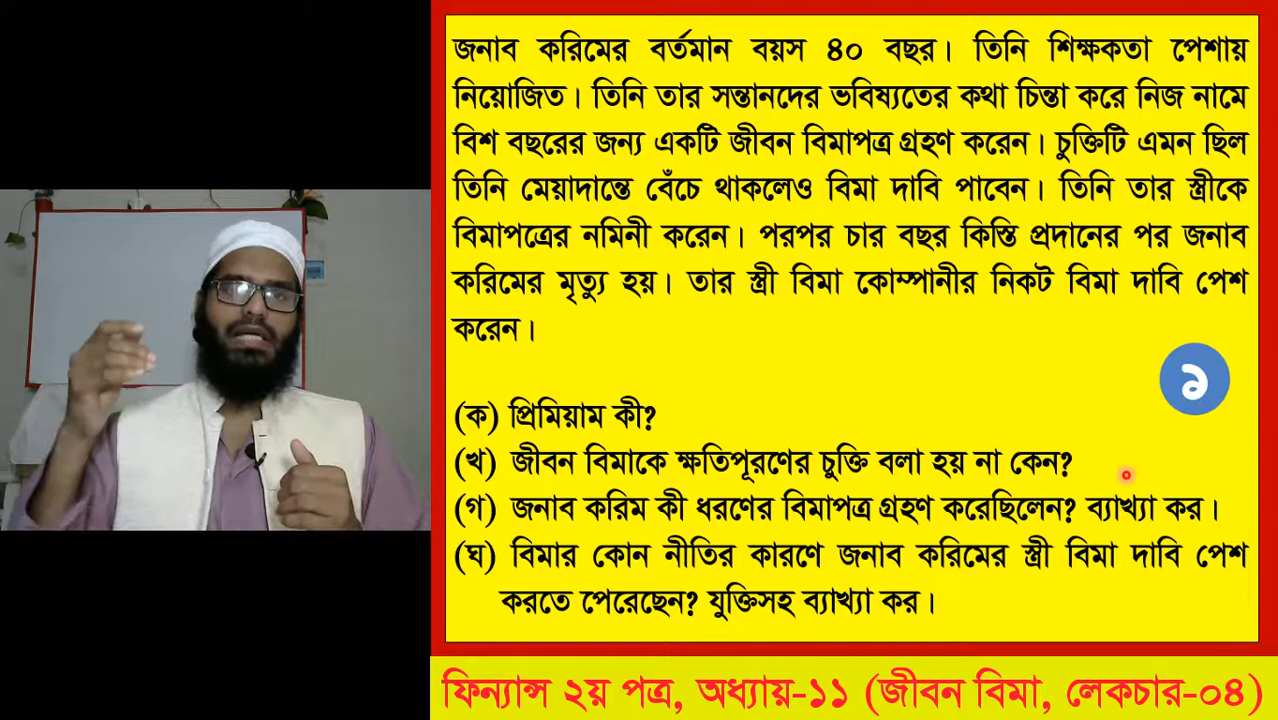 জনাব করিমের বর্তমান বয়স ৪০ বছর। তিনি শিক্ষকতা পেশায়
নিয়োজিত। তিনি তার সন্তানদের ভবিষ্যতের কথা চিন্তা করে নিজ নামে
বিশ বছরের জন্য একটি জীবন বিমাপত্র গ্রহণ করেন। চুক্তিটি এমন ছিল
তিনি মেয়াদান্তে বেঁচে থাকলেও বিমা দাবি পাবেন। তিনি তার স্ত্রীকে
বিমাপত্রের নমিনী করেন। পরপর চার বছর কিস্তি প্রদানের পর জনাব
করিমের মৃত্যু হয়। তার স্ত্রী বিমা কোম্পানীর নিকট বিমা দাবি পেশ
করেন।
১
(ক) প্রিমিয়াম কী?
(খ) জীবন বিমাকে ক্ষতিপূরণের চুক্তি বলা হয় না কেন?
(গ) জনাব করিম কী ধরণের বিমাপত্র গ্রহণ করেছিলেন? ব্যাখ্যা কর।
(ঘ) বিমার কোন নীতির কারণে জনাব করিমের স্ত্রী বিমা দাবি পেশ
করতে পেরেছেন? যুক্তিসহ ব্যাখ্যা কর।
ফিন্যান্স ২য় পত্র, অধ্যায়-১১ (জীবন বিমা, লেকচার-০৪)